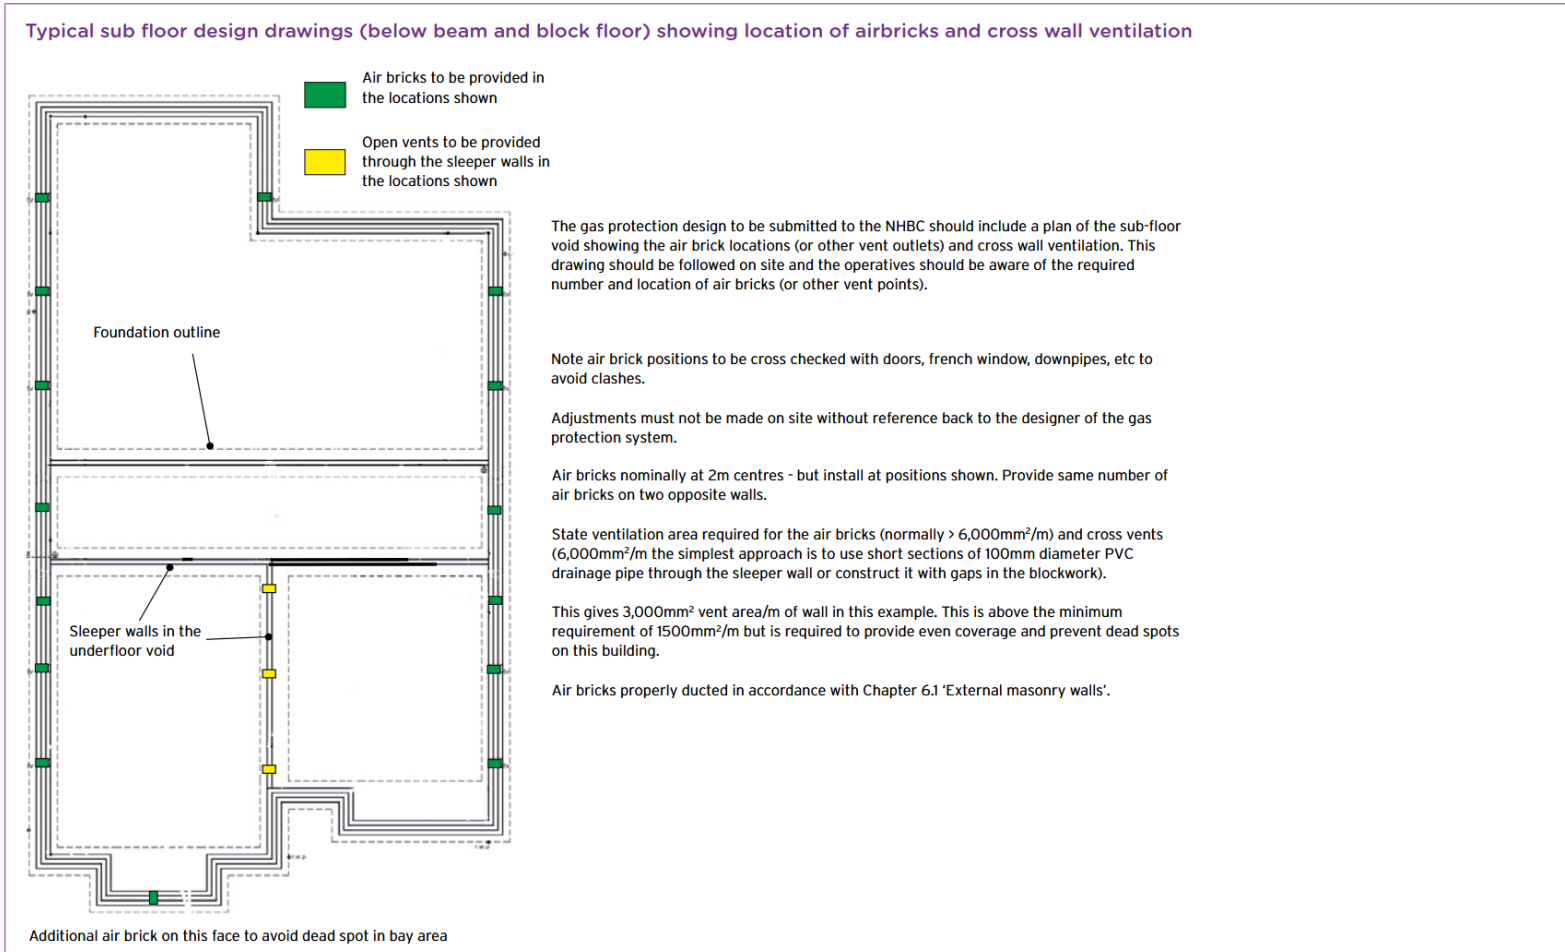 Typical sub floor design drawings (below beam and block floor) showing location of airbricks and cross wall ventilation
Air bricks to be provided in
the locations shown
Open vents to be provided
through the sleeper walls in
the locations shown
The gas protection design to be submitted to the NHBC should include a plan of the sub-floor
void showing the air brick locations (or other vent outlets) and cross wall ventilation. This
drawing should be followed on site and the operatives should be aware of the required
number and location of air bricks (or other vent points).
Foundation outline
Note air brick positions to be cross checked with doors, french window, downpipes, etc to
avoid clashes.
Adjustments must not be made on site without reference back to the designer of the gas
protection system.
Air bricks nominally at 2m centres - but install at positions shown. Provide same number of
air bricks on two opposite walls.
State ventilation area required for the air bricks (normally > 6,000mm²/m) and cross vents
(6,000mm²/m the simplest approach is to use short sections of 100mm diameter PVC
drainage pipe through the sleeper wall or construct it with gaps in the blockwork).
This gives 3,000mm² vent area/m of wall in this example. This is above the minimum
requirement of 1500mm²/m but is required to provide even coverage and prevent dead spots
on this building.
Sleeper walls in the
underfloor void
Air bricks properly ducted in accordance with Chapter 6.1 ‘External masonry walls’.
Additional air brick on this face to avoid dead spot in bay area